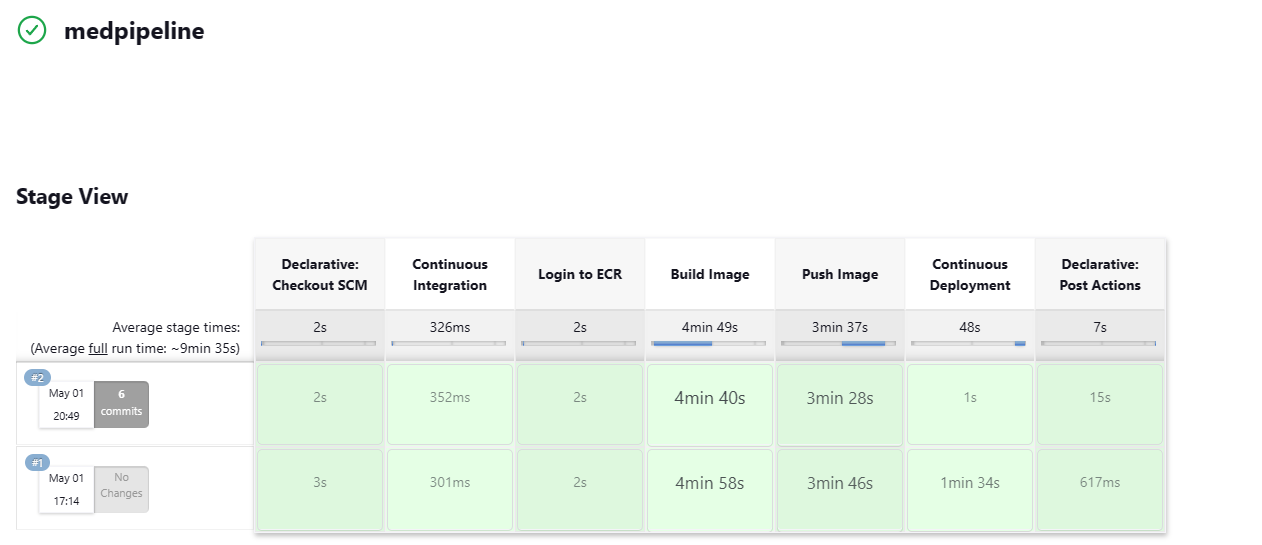 medpipeline
Stage View
Declarative: Checkout SCM
Continuous Integration
Login to ECR
Build Image
Push Image
Continuous Deployment
Declarative: Post Actions
Average stage times:
(Average full run time: ~9min 35s)
2s
326ms
2s
4min 49s
3min 37s
48s
7s
#2
May 01
20:49
6
commits
2s
352ms
2s
4min 40s
3min 28s
1s
15s
#1
May 01
17:14
No
Changes
3s
301ms
2s
4min 58s
3min 46s
1min 34s
617ms